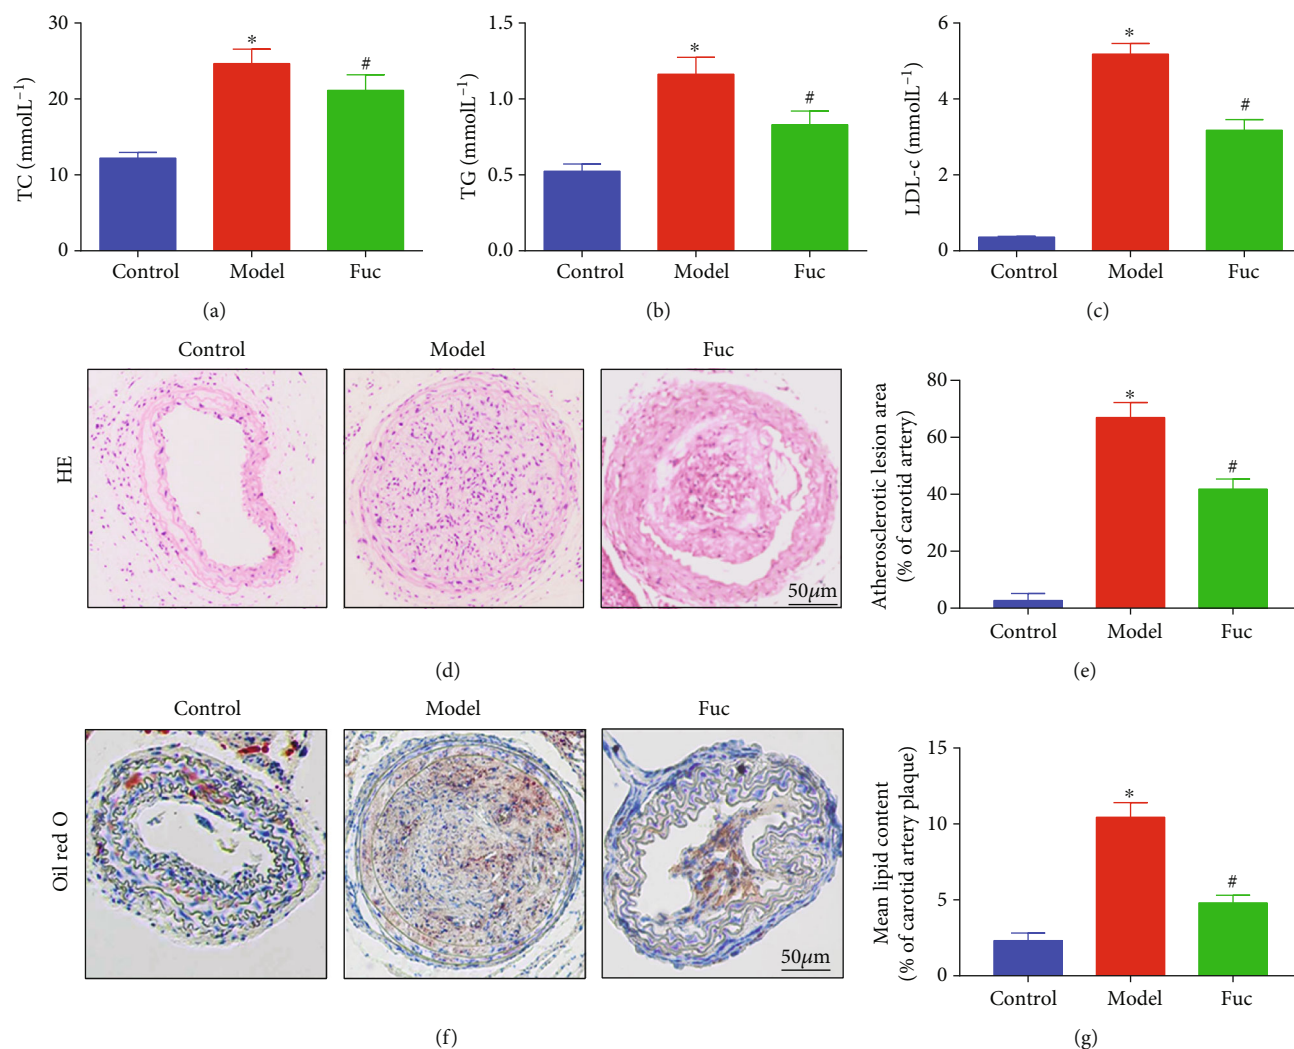 30
20
10
0
TC (mmolL⁻¹)
*
#
Control Model Fuc
(a)
1.5
1.0
0.5
0.0
TG (mmolL⁻¹)
*
#
Control Model Fuc
(b)
6
4
2
0
LDL-c (mmolL⁻¹)
*
#
Control Model Fuc
(c)
Control Model Fuc
HE
50μm
(d)
80
60
40
20
0
Atherosclerotic lesion area
(% of carotid artery)
*
#
Control Model Fuc
(e)
Control Model Fuc
Oil red O
50μm
(f)
15
10
5
0
Mean lipid content
(% of carotid artery plaque)
*
#
Control Model Fuc
(g)